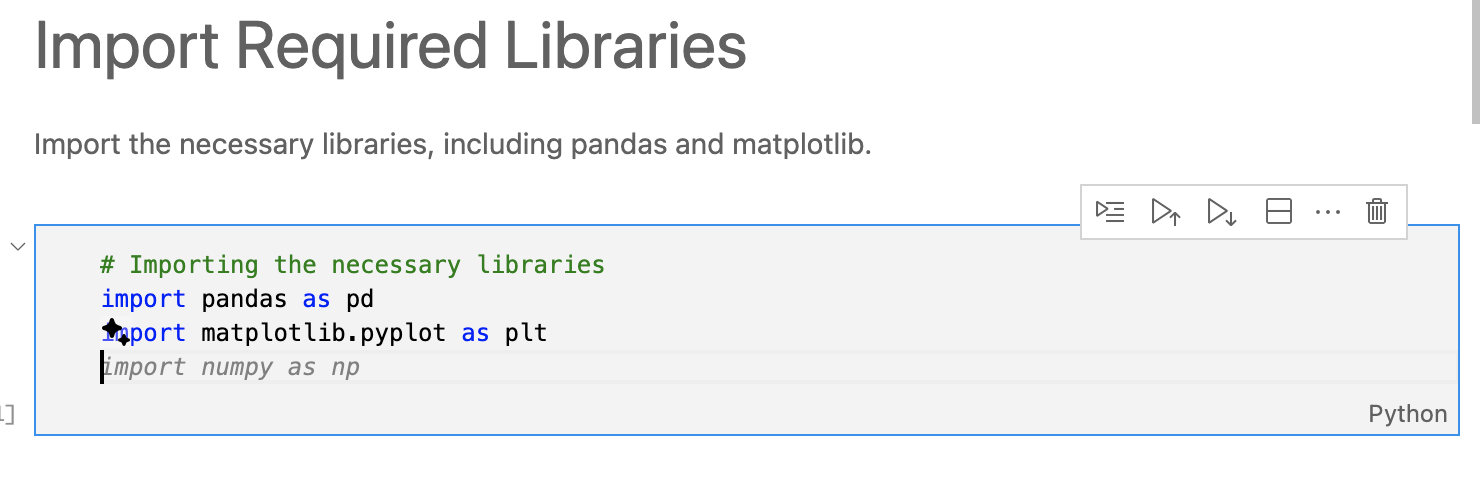 Import Required Libraries
Import the necessary libraries, including pandas and matplotlib.
# Importing the necessary libraries
import pandas as pd
import matplotlib.pyplot as plt
import numpy as np
Python